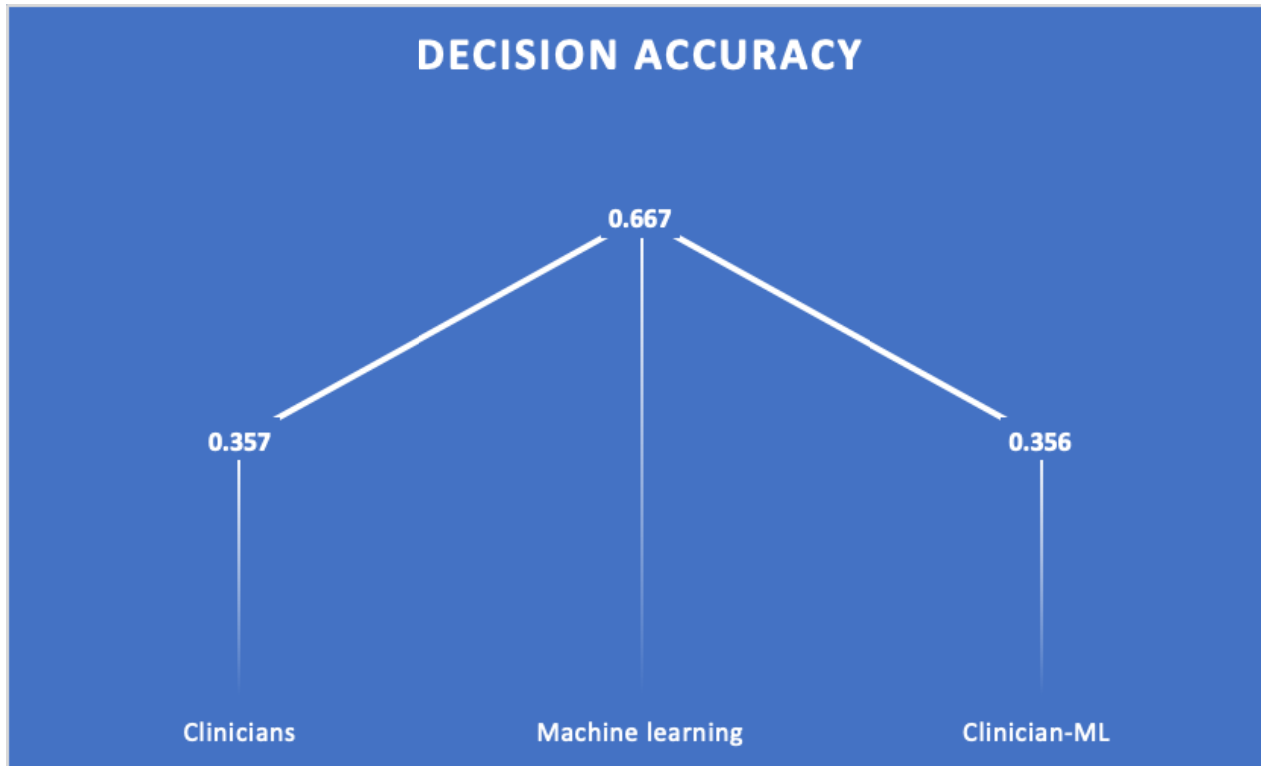 DECISION ACCURACY
0.667
0.357
0.356
Clinicians
Machine learning
Clinician-ML